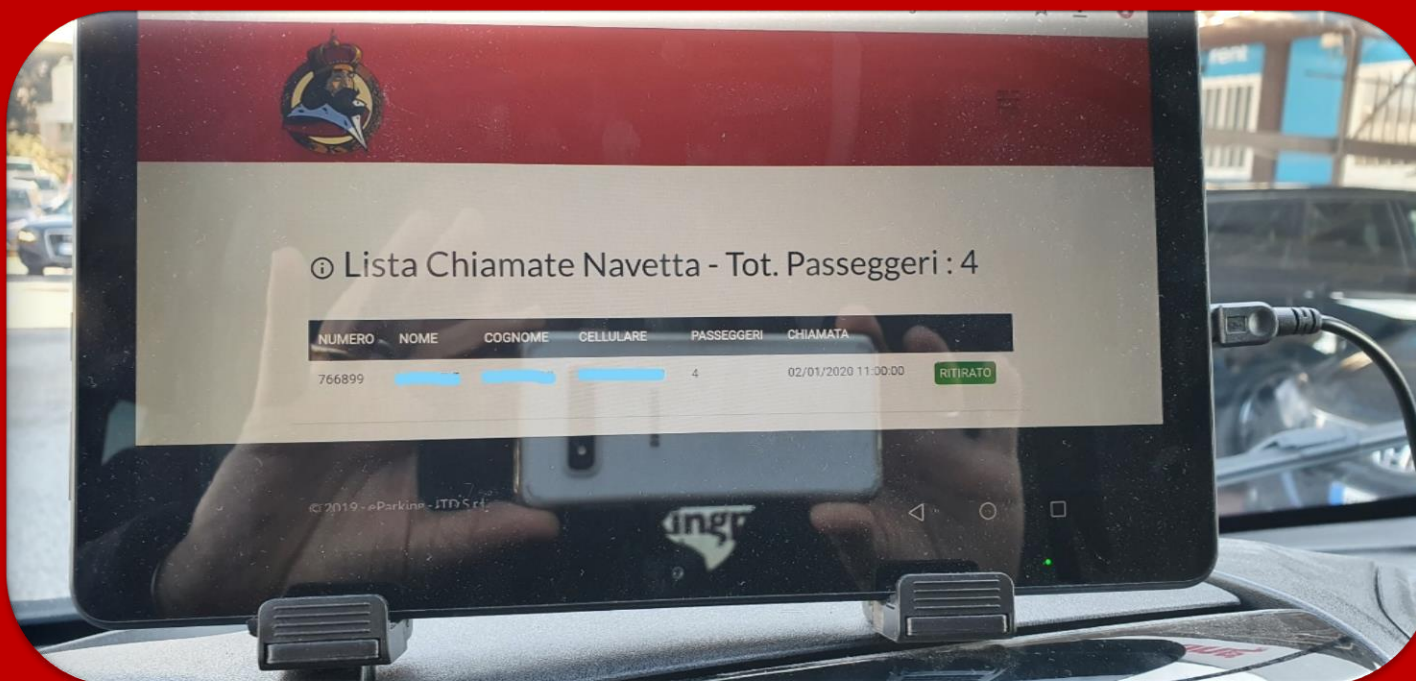 Lista Chiamate Navetta - Tot. Passeggeri : 4
NUMERO NOME COGNOME CELLULARE PASSEGGERI CHIAMATA
766899 4 02/01/2020 11:00:00 RITIRATO
© 2019 - eParking - JTD S.r.l.